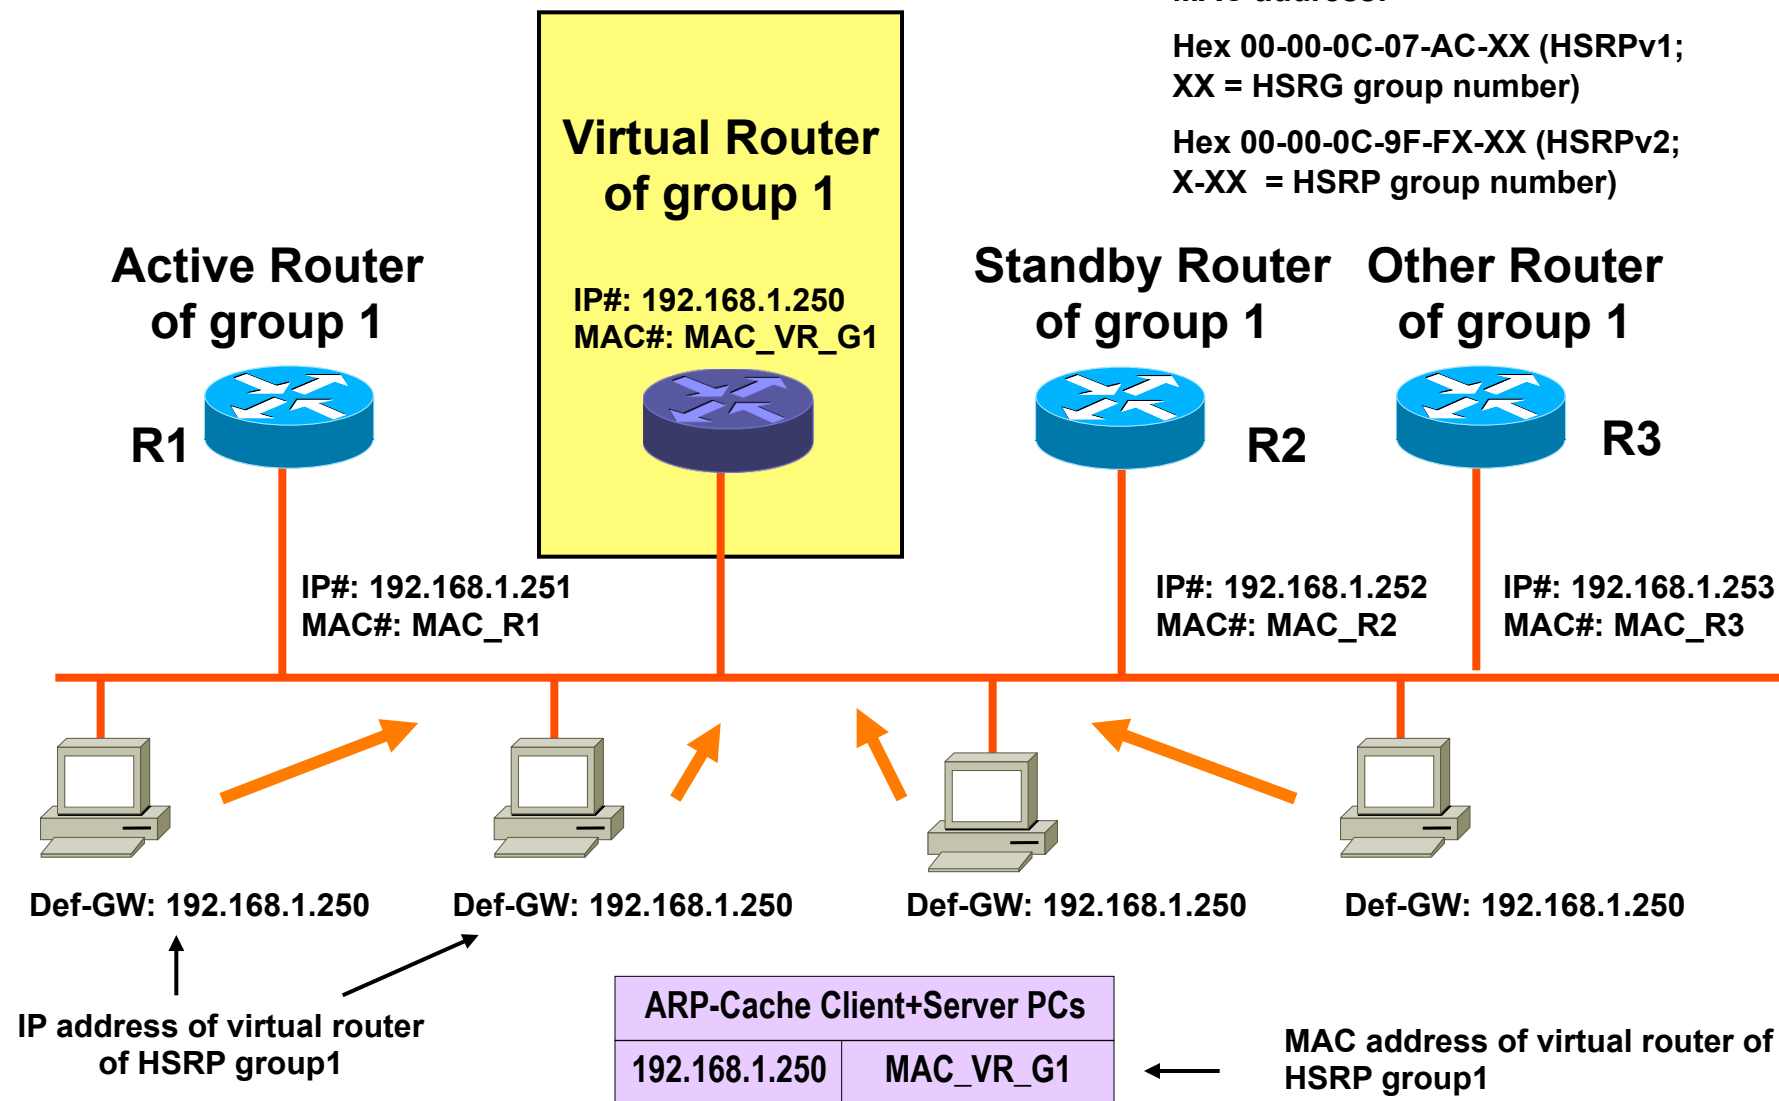 MAC address:
Hex 00-00-0C-07-AC-XX (HSRPv1;
XX = HSRG group number)
Hex 00-00-0C-9F-FX-XX (HSRPv2;
X-XX = HSRP group number)
Virtual Router
of group 1
IP#: 192.168.1.250
MAC#: MAC_VR_G1
Active Router
of group 1
R1
Standby Router
of group 1
R2
Other Router
of group 1
R3
IP#: 192.168.1.251
MAC#: MAC_R1
IP#: 192.168.1.252
MAC#: MAC_R2
IP#: 192.168.1.253
MAC#: MAC_R3
Def-GW: 192.168.1.250
Def-GW: 192.168.1.250
Def-GW: 192.168.1.250
Def-GW: 192.168.1.250
IP address of virtual router
of HSRP group1
ARP-Cache Client+Server PCs
192.168.1.250 MAC_VR_G1
MAC address of virtual router of
HSRP group1